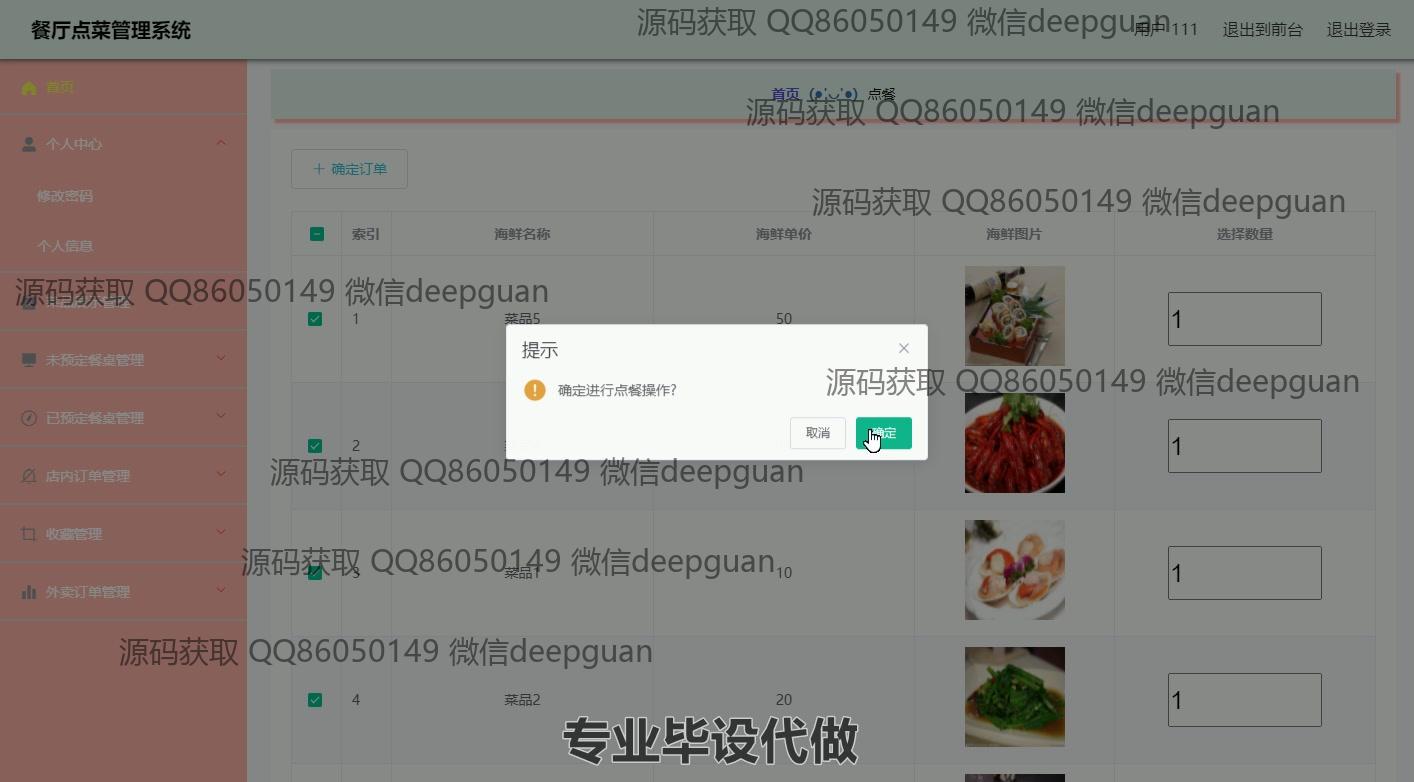 餐厅点菜管理系统
源码获取 QQ86050149 微信deepguan
用户 111
退出到前台
退出登录
首页
首页 (●'◡'●) 点餐
源码获取 QQ86050149 微信deepguan
个人中心
+ 确定订单
修改密码
源码获取 QQ86050149 微信deepguan
索引
海鲜名称
海鲜单价
海鲜图片
选择数量
个人信息
源码获取 QQ86050149 微信deepguan
1
菜品5
50
1
提示
未预定餐桌管理
确定进行点餐操作?
源码获取 QQ86050149 微信deepguan
已预定餐桌管理
取消
确定
2
1
源码获取 QQ86050149 微信deepguan
店内订单管理
收藏管理
源码获取 QQ86050149 微信deepguan
3
菜品1
10
1
外卖订单管理
源码获取 QQ86050149 微信deepguan
4
菜品2
20
1
专业毕设代做